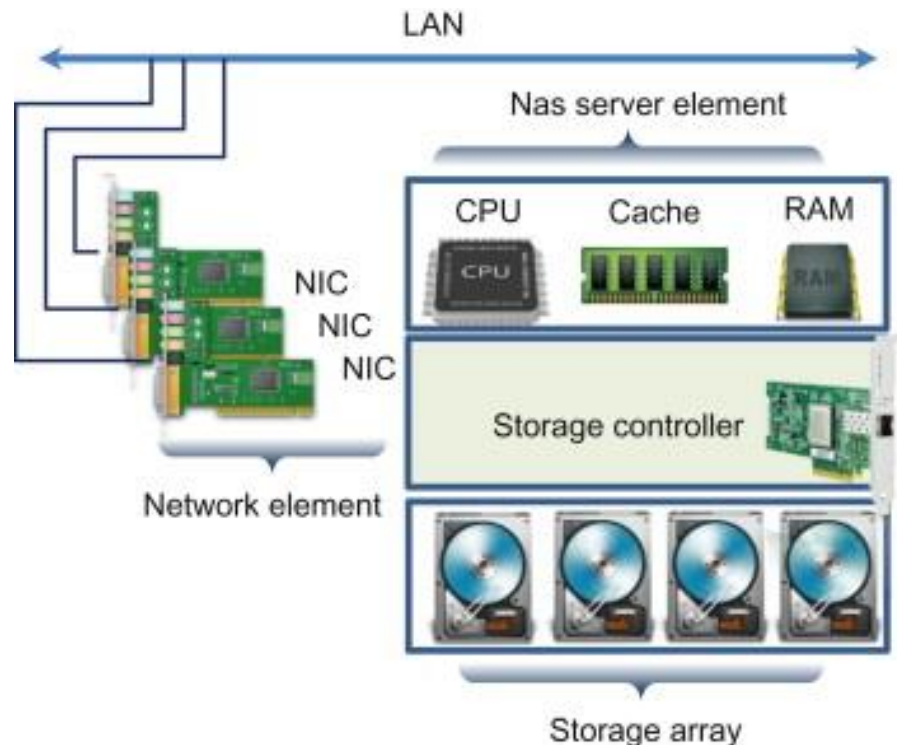 LAN
Nas server element
CPU
Cache
RAM
CPU
RAM
NIC
NIC
NIC
Storage controller
Network element
Storage array